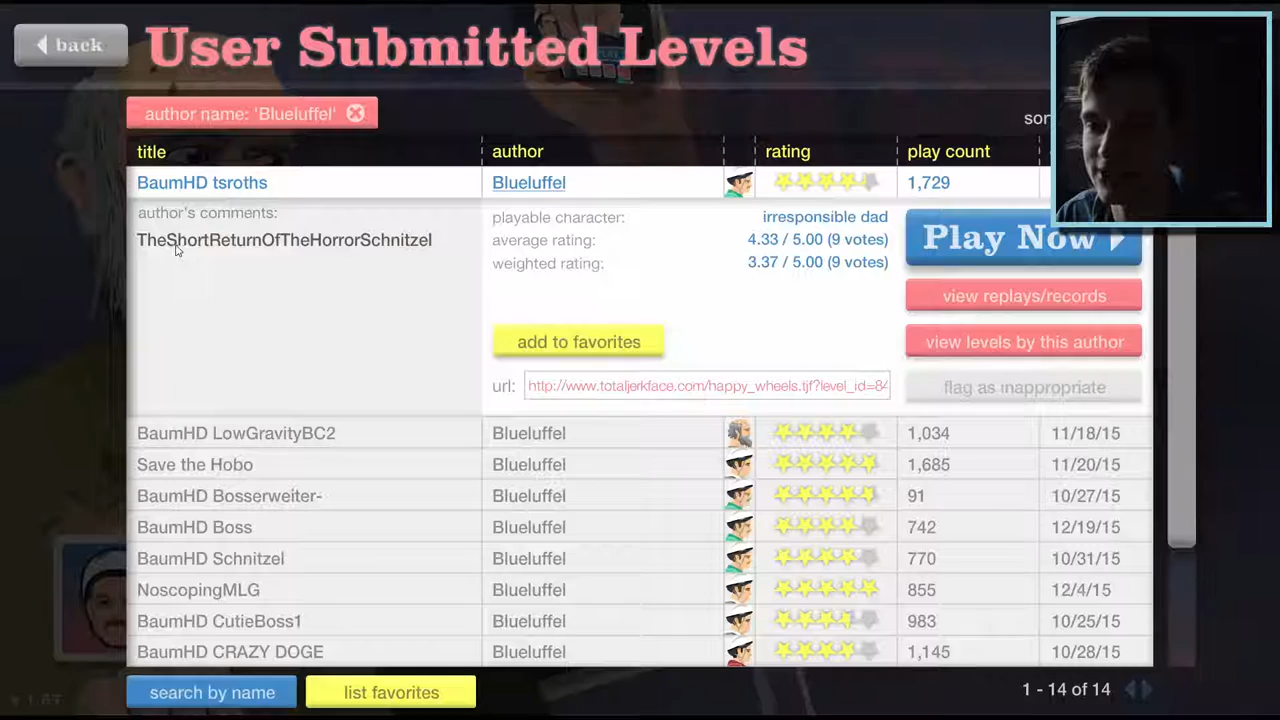 back
User Submitted Levels
author name: 'Blueluffel'
sor
title author rating play count
BaumHD tsroths Blueluffel 1,729
author's comments:
TheShortReturnOfTheHorrorSchnitzel
playable character: irresponsible dad
average rating: 4.33 / 5.00 (9 votes)
weighted rating: 3.37 / 5.00 (9 votes)
Play Now
view replays/records
add to favorites
view levels by this author
url: http://www.totaljerkface.com/happy_wheels.tjf?level_id=84
flag as inappropriate
BaumHD LowGravityBC2 Blueluffel 1,034 11/18/15
Save the Hobo Blueluffel 1,685 11/20/15
BaumHD Bosserweiter- Blueluffel 91 10/27/15
BaumHD Boss Blueluffel 742 12/19/15
BaumHD Schnitzel Blueluffel 770 10/31/15
NoscopingMLG Blueluffel 855 12/4/15
BaumHD CutieBoss1 Blueluffel 983 10/25/15
BaumHD CRAZY DOGE Blueluffel 1,145 10/28/15
search by name
list favorites
1 - 14 of 14